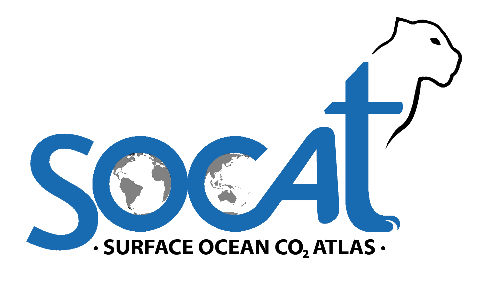 SOCAt
· SURFACE OCEAN CO₂ ATLAS ·